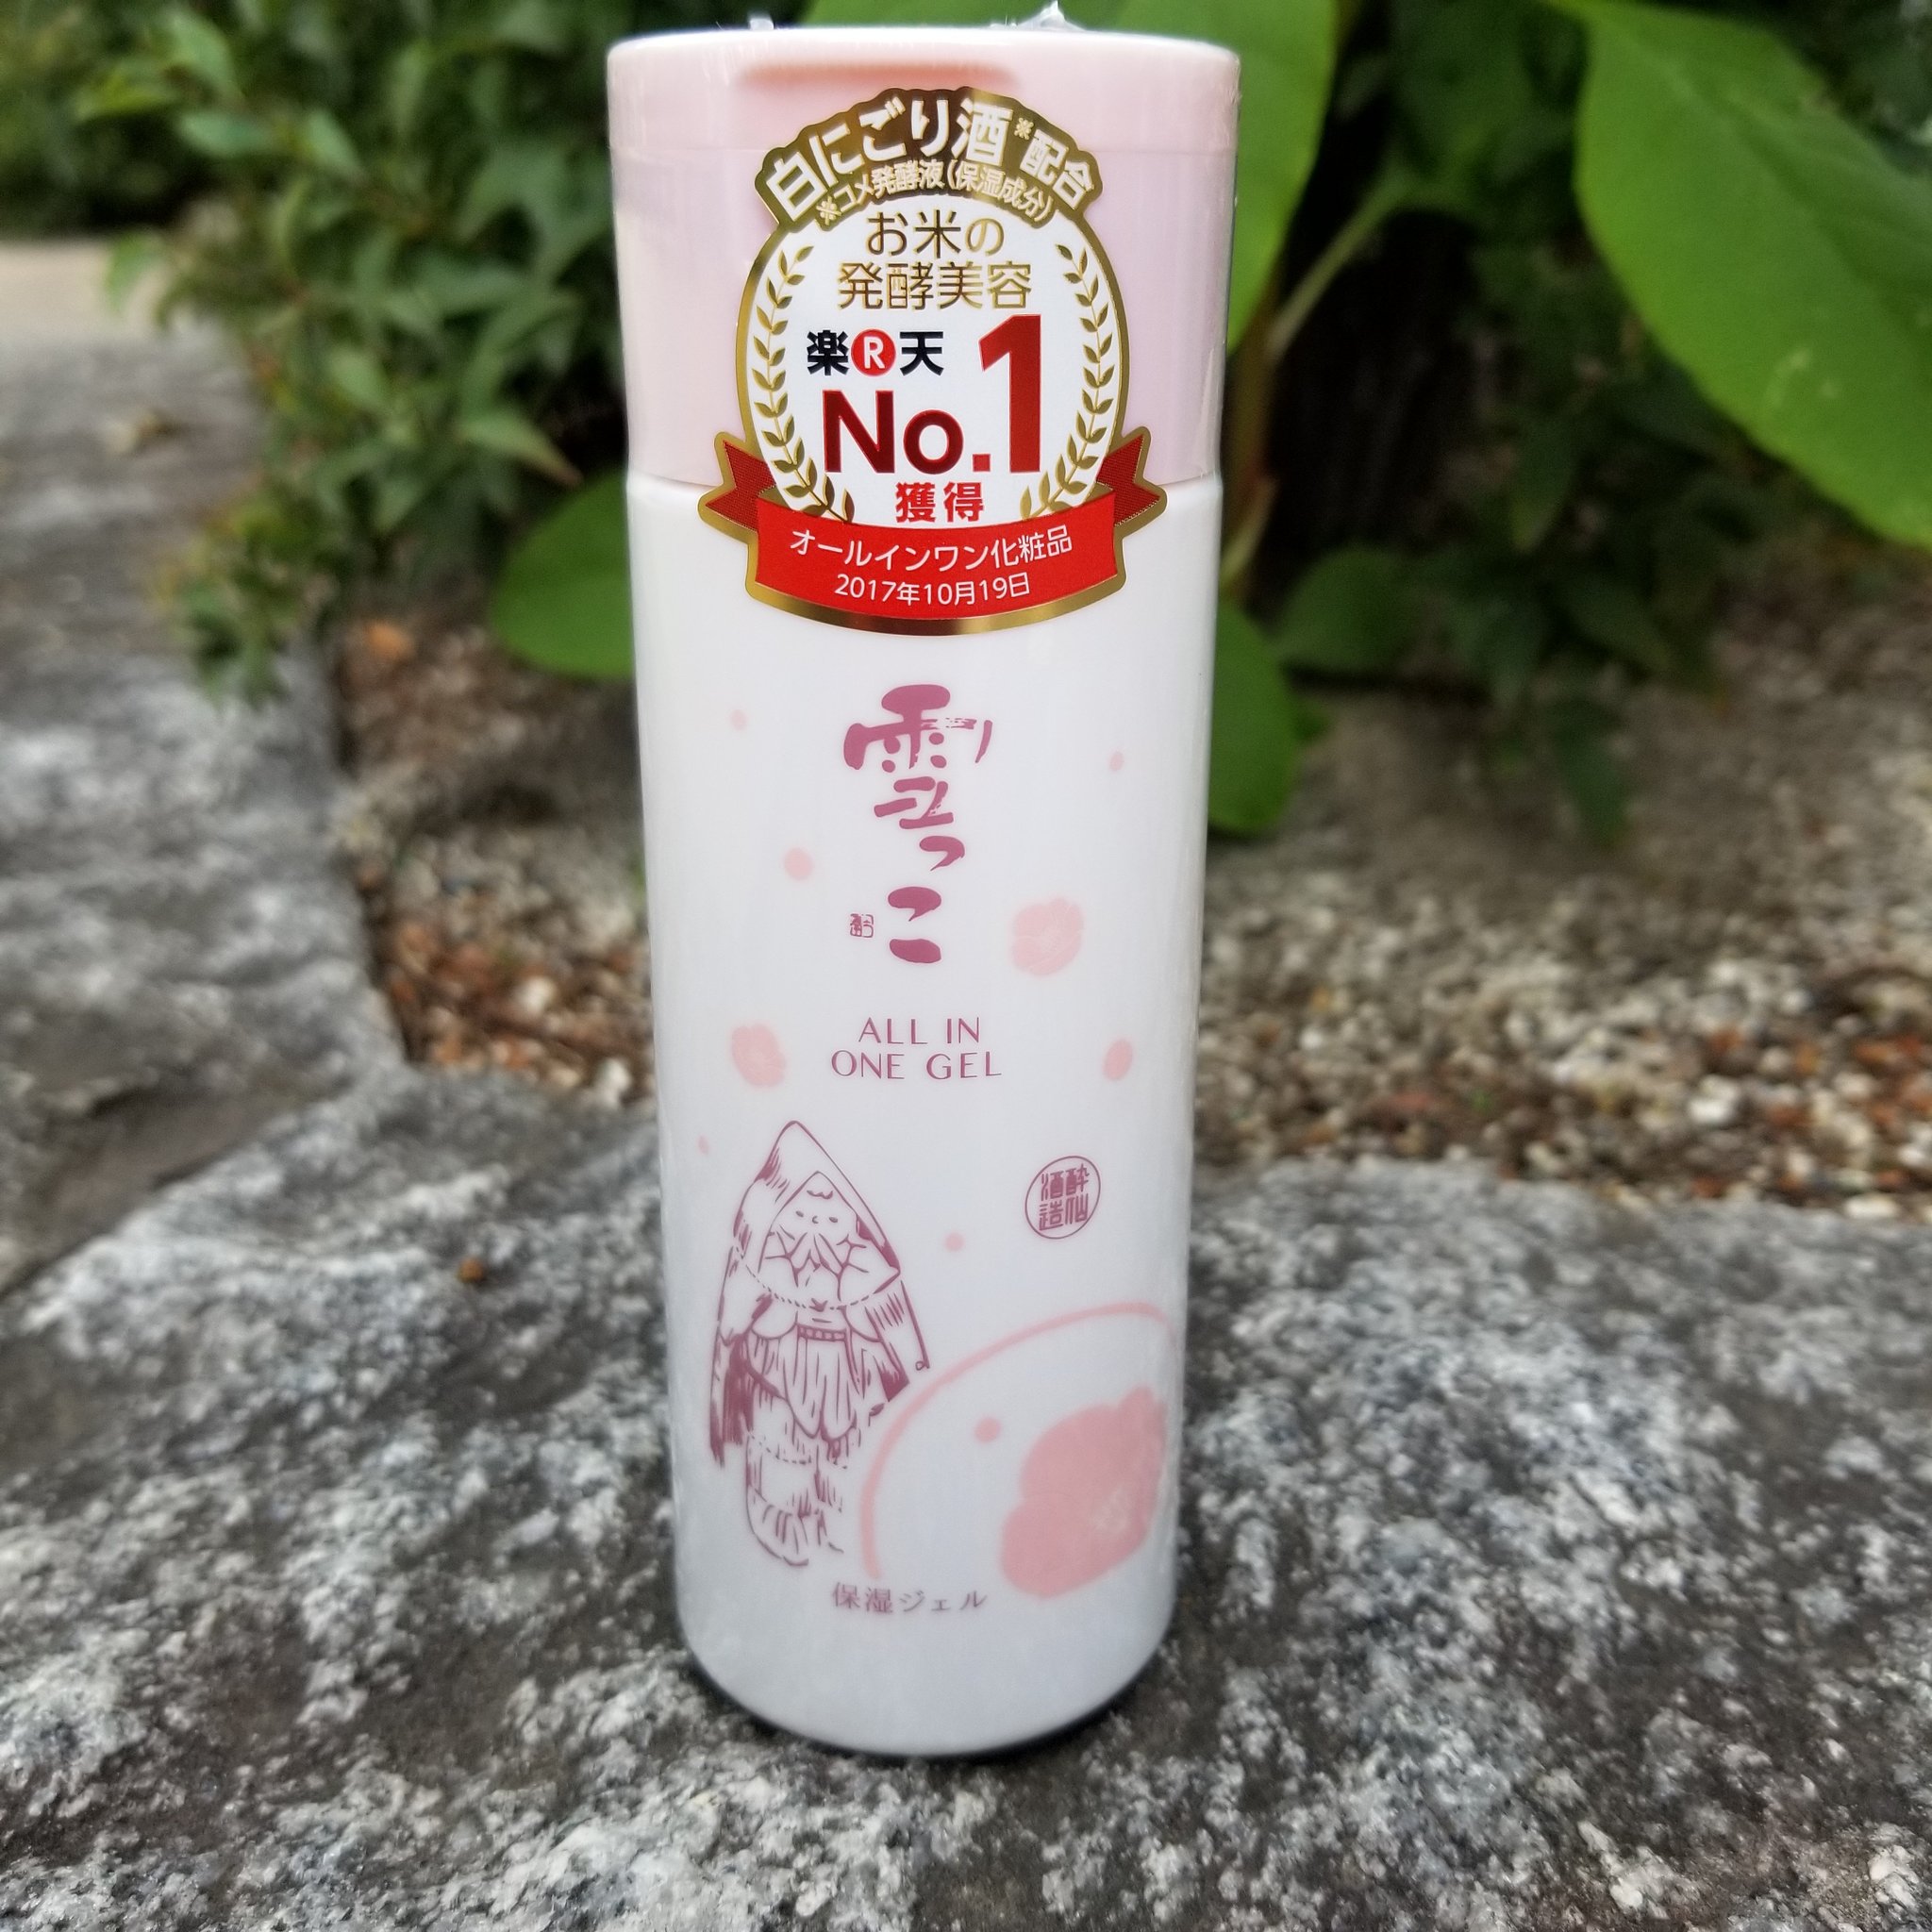 白にごり酒※配合
※コメ発酵液(保湿成分)
お米の
発酵美容
楽R天
No.1
獲得
オールインワン化粧品
2017年10月19日
雪っこ
ALL IN
ONE GEL
酔仙
酒造
保湿ジェル